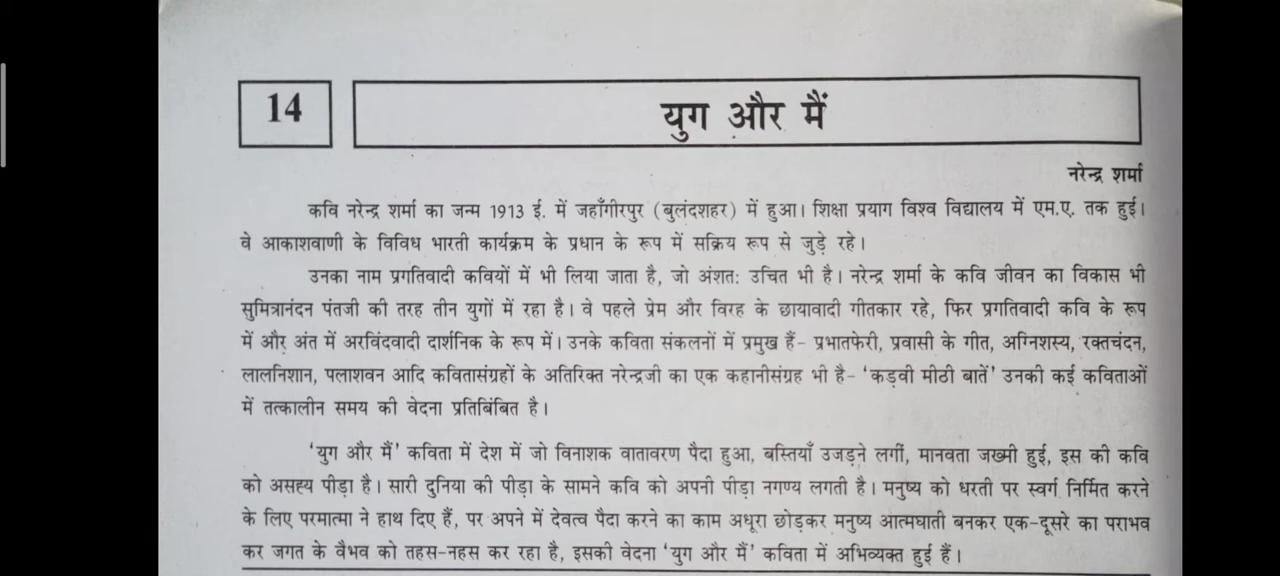 14
युग और मैं
नरेन्द्र शर्मा
कवि नरेन्द्र शर्मा का जन्म 1913 ई. में जहाँगीरपुर (बुलंदशहर) में हुआ। शिक्षा प्रयाग विश्व विद्यालय में एम.ए. तक हुई।
वे आकाशवाणी के विविध भारती कार्यक्रम के प्रधान के रूप में सक्रिय रूप से जुड़े रहे।
उनका नाम प्रगतिवादी कवियों में भी लिया जाता है, जो अंशतः उचित भी है। नरेन्द्र शर्मा के कवि जीवन का विकास भी
सुमित्रानंदन पंतजी की तरह तीन युगों में रहा है। वे पहले प्रेम और विरह के छायावादी गीतकार रहे, फिर प्रगतिवादी कवि के रूप
में और अंत में अरविंदवादी दार्शनिक के रूप में। उनके कविता संकलनों में प्रमुख हैं- प्रभातफेरी, प्रवासी के गीत, अग्निशस्य, रक्तचंदन,
लालनिशान, पलाशवन आदि कवितासंग्रहों के अतिरिक्त नरेन्द्रजी का एक कहानीसंग्रह भी है- 'कड़वी मीठी बातें' उनकी कई कविताओं
में तत्कालीन समय की वेदना प्रतिबिंबित है।
'युग और मैं' कविता में देश में जो विनाशक वातावरण पैदा हुआ, बस्तियाँ उजड़ने लगीं, मानवता जख्मी हुई, इस की कवि
को असह्य पीड़ा है। सारी दुनिया की पीड़ा के सामने कवि को अपनी पीड़ा नगण्य लगती है। मनुष्य को धरती पर स्वर्ग निर्मित करने
के लिए परमात्मा ने हाथ दिए हैं, पर अपने में देवत्व पैदा करने का काम अधूरा छोड़कर मनुष्य आत्मघाती बनकर एक-दूसरे का पराभव
कर जगत के वैभव को तहस-नहस कर रहा है, इसकी वेदना 'युग और मैं' कविता में अभिव्यक्त हुई हैं।